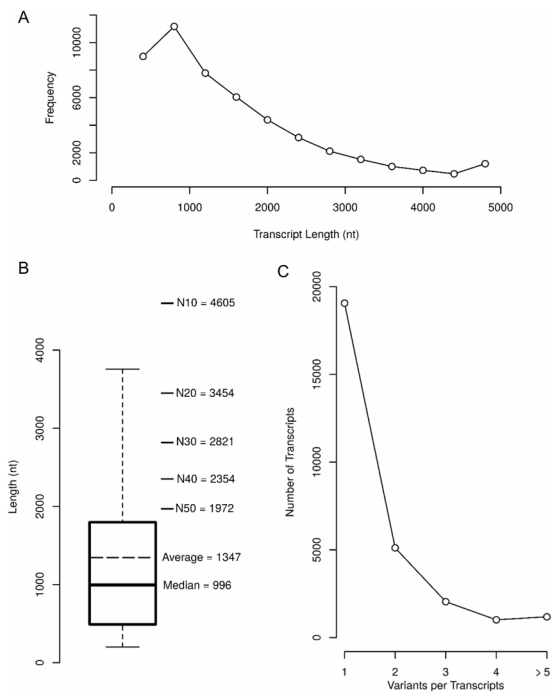 A
Frequency
0
2000
6000
10000
0
1000
2000
3000
4000
5000
Transcript Length (nt)
B
Length (nt)
0
1000
2000
3000
4000
N10 = 4605
N20 = 3454
N30 = 2821
N40 = 2354
N50 = 1972
Average = 1347
Median = 996
C
Number of Transcripts
0
5000
10000
15000
20000
1
2
3
4
> 5
Variants per Transcripts